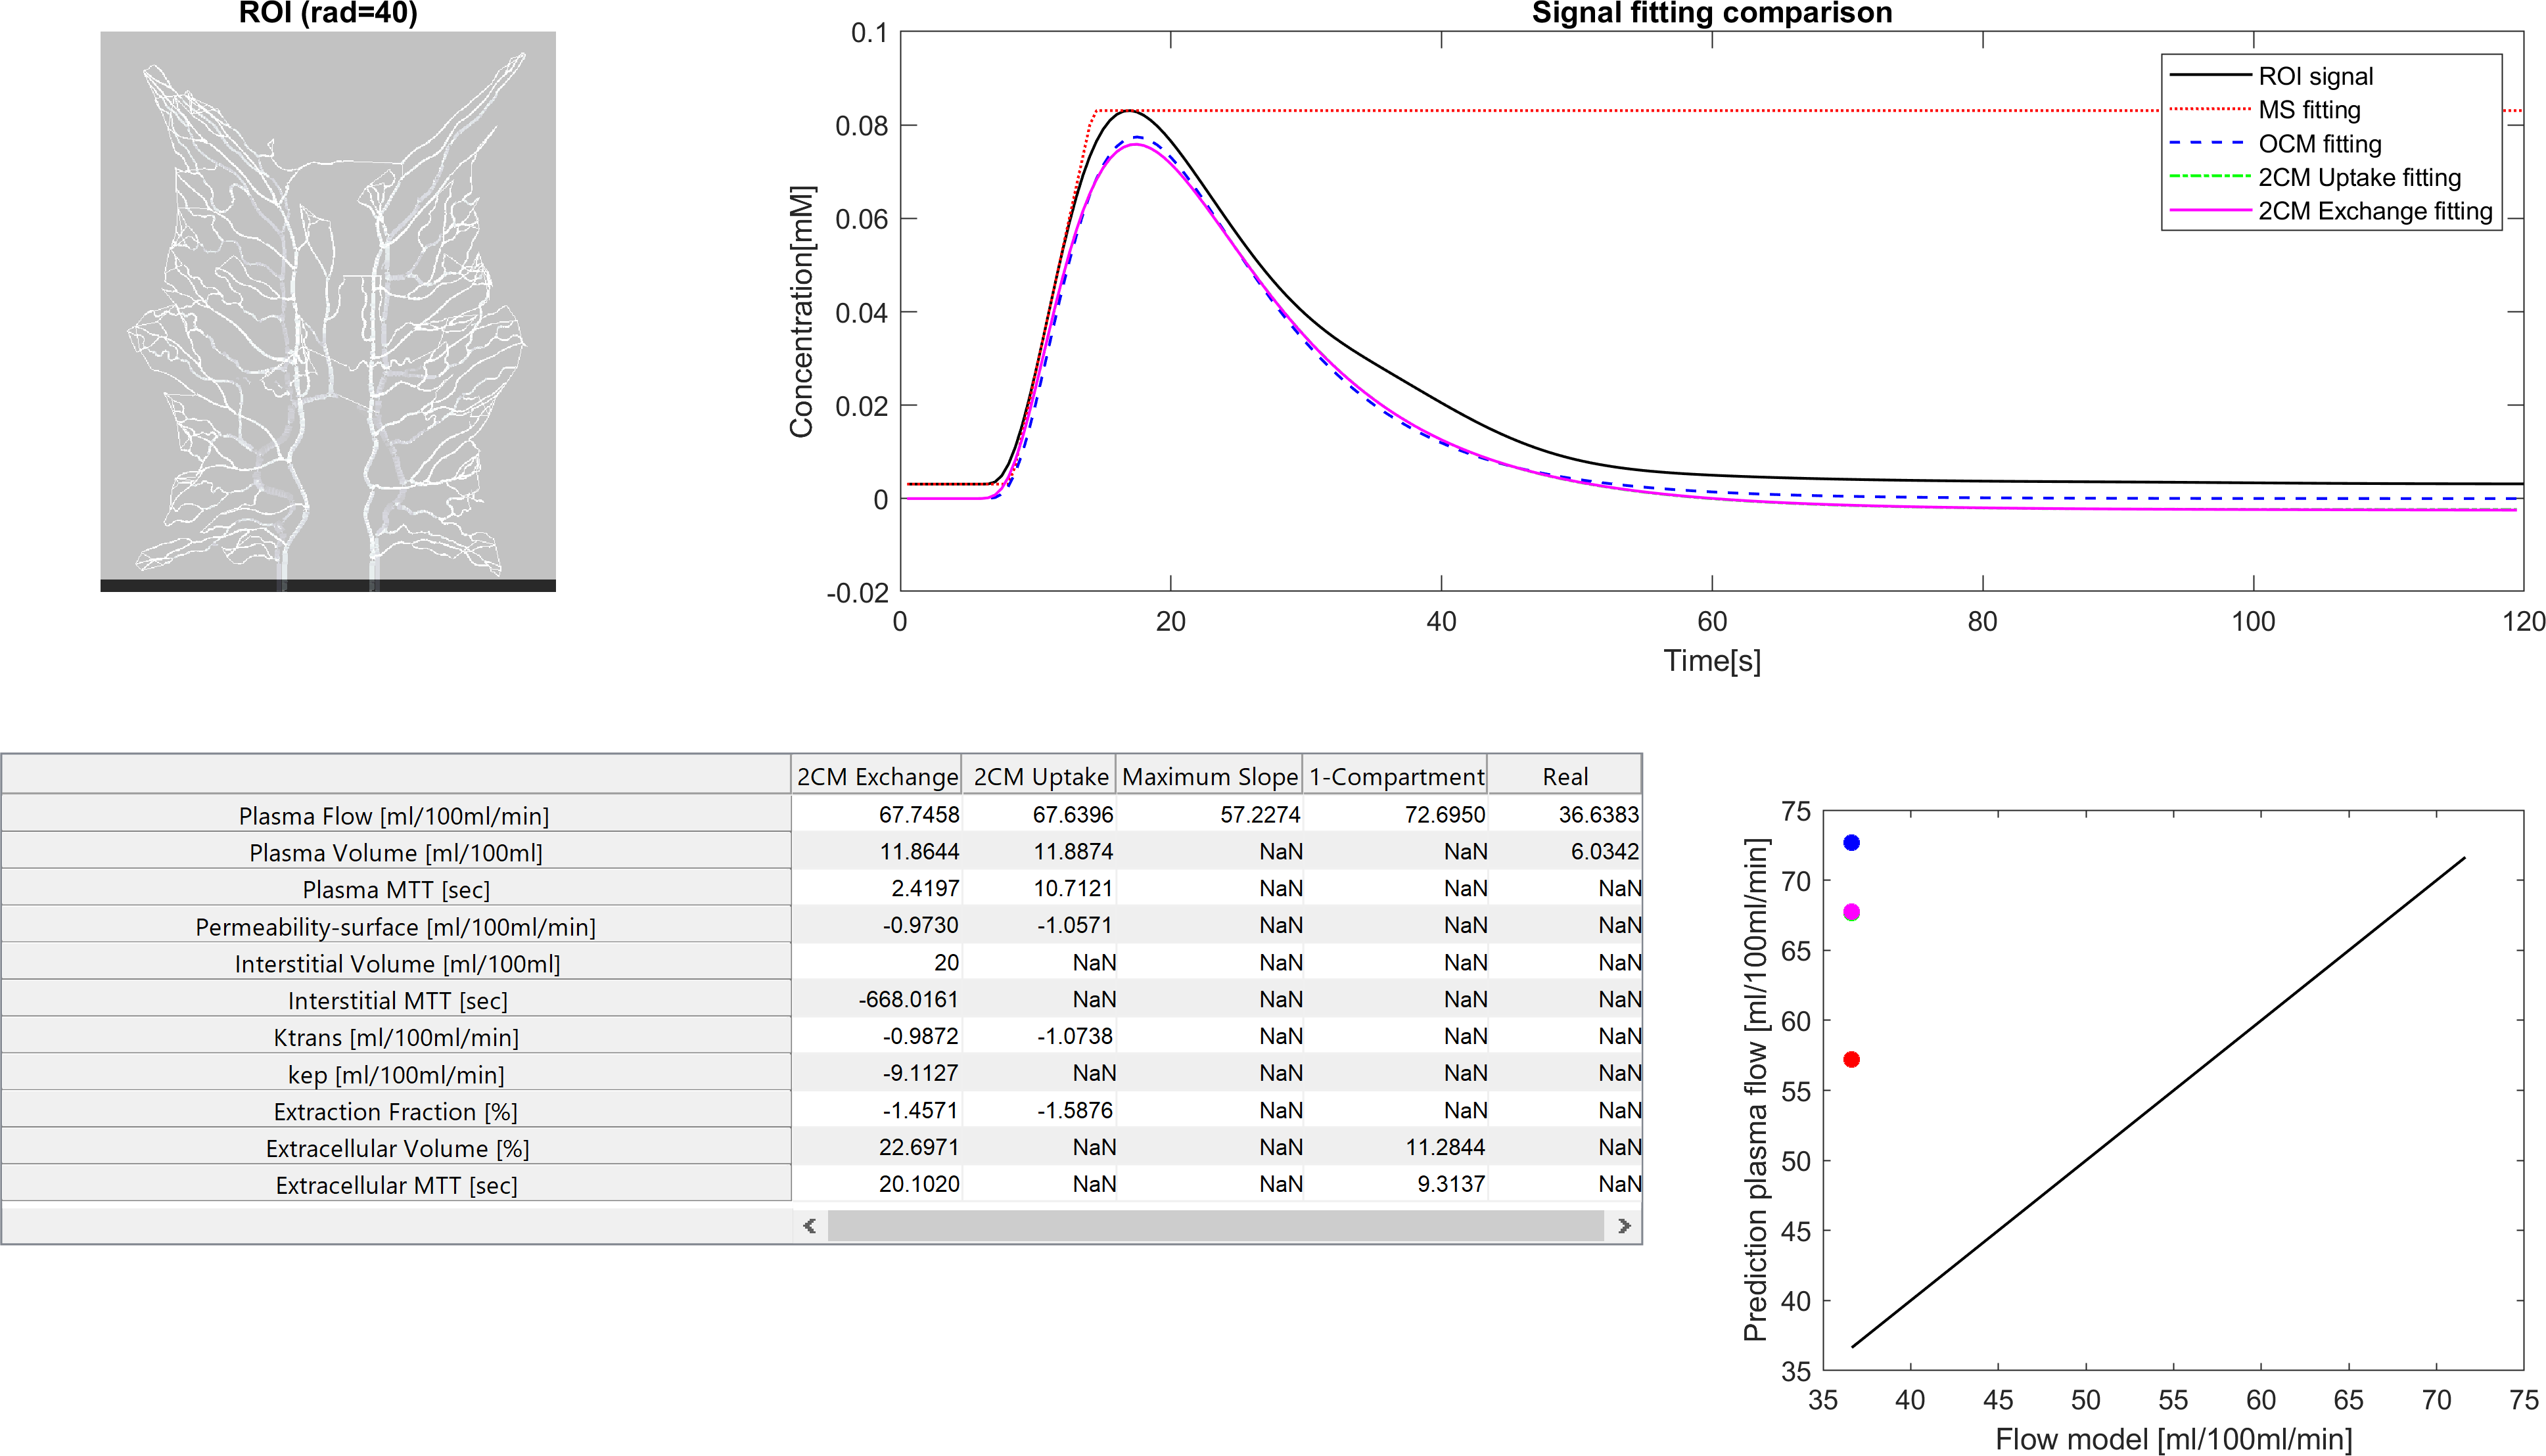 ROI (rad=40)
Signal fitting comparison
0.1
0.08
0.06
0.04
0.02
0
-0.02
Concentration[mM]
0 20 40 60 80 100 120
Time[s]
ROI signal
MS fitting
OCM fitting
2CM Uptake fitting
2CM Exchange fitting
2CM Exchange 2CM Uptake Maximum Slope 1-Compartment Real
Plasma Flow [ml/100ml/min] 67.7458 67.6396 57.2274 72.6950 36.6383
Plasma Volume [ml/100ml] 11.8644 11.8874 NaN NaN 6.0342
Plasma MTT [sec] 2.4197 10.7121 NaN NaN NaN
Permeability-surface [ml/100ml/min] -0.9730 -1.0571 NaN NaN NaN
Interstitial Volume [ml/100ml] 20 NaN NaN NaN NaN
Interstitial MTT [sec] -668.0161 NaN NaN NaN NaN
Ktrans [ml/100ml/min] -0.9872 -1.0738 NaN NaN NaN
kep [ml/100ml/min] -9.1127 NaN NaN NaN NaN
Extraction Fraction [%] -1.4571 -1.5876 NaN NaN NaN
Extracellular Volume [%] 22.6971 NaN NaN 11.2844 NaN
Extracellular MTT [sec] 20.1020 NaN NaN 9.3137 NaN
75
70
65
60
55
50
45
40
35
Prediction plasma flow [ml/100ml/min]
35 40 45 50 55 60 65 70 75
Flow model [ml/100ml/min]